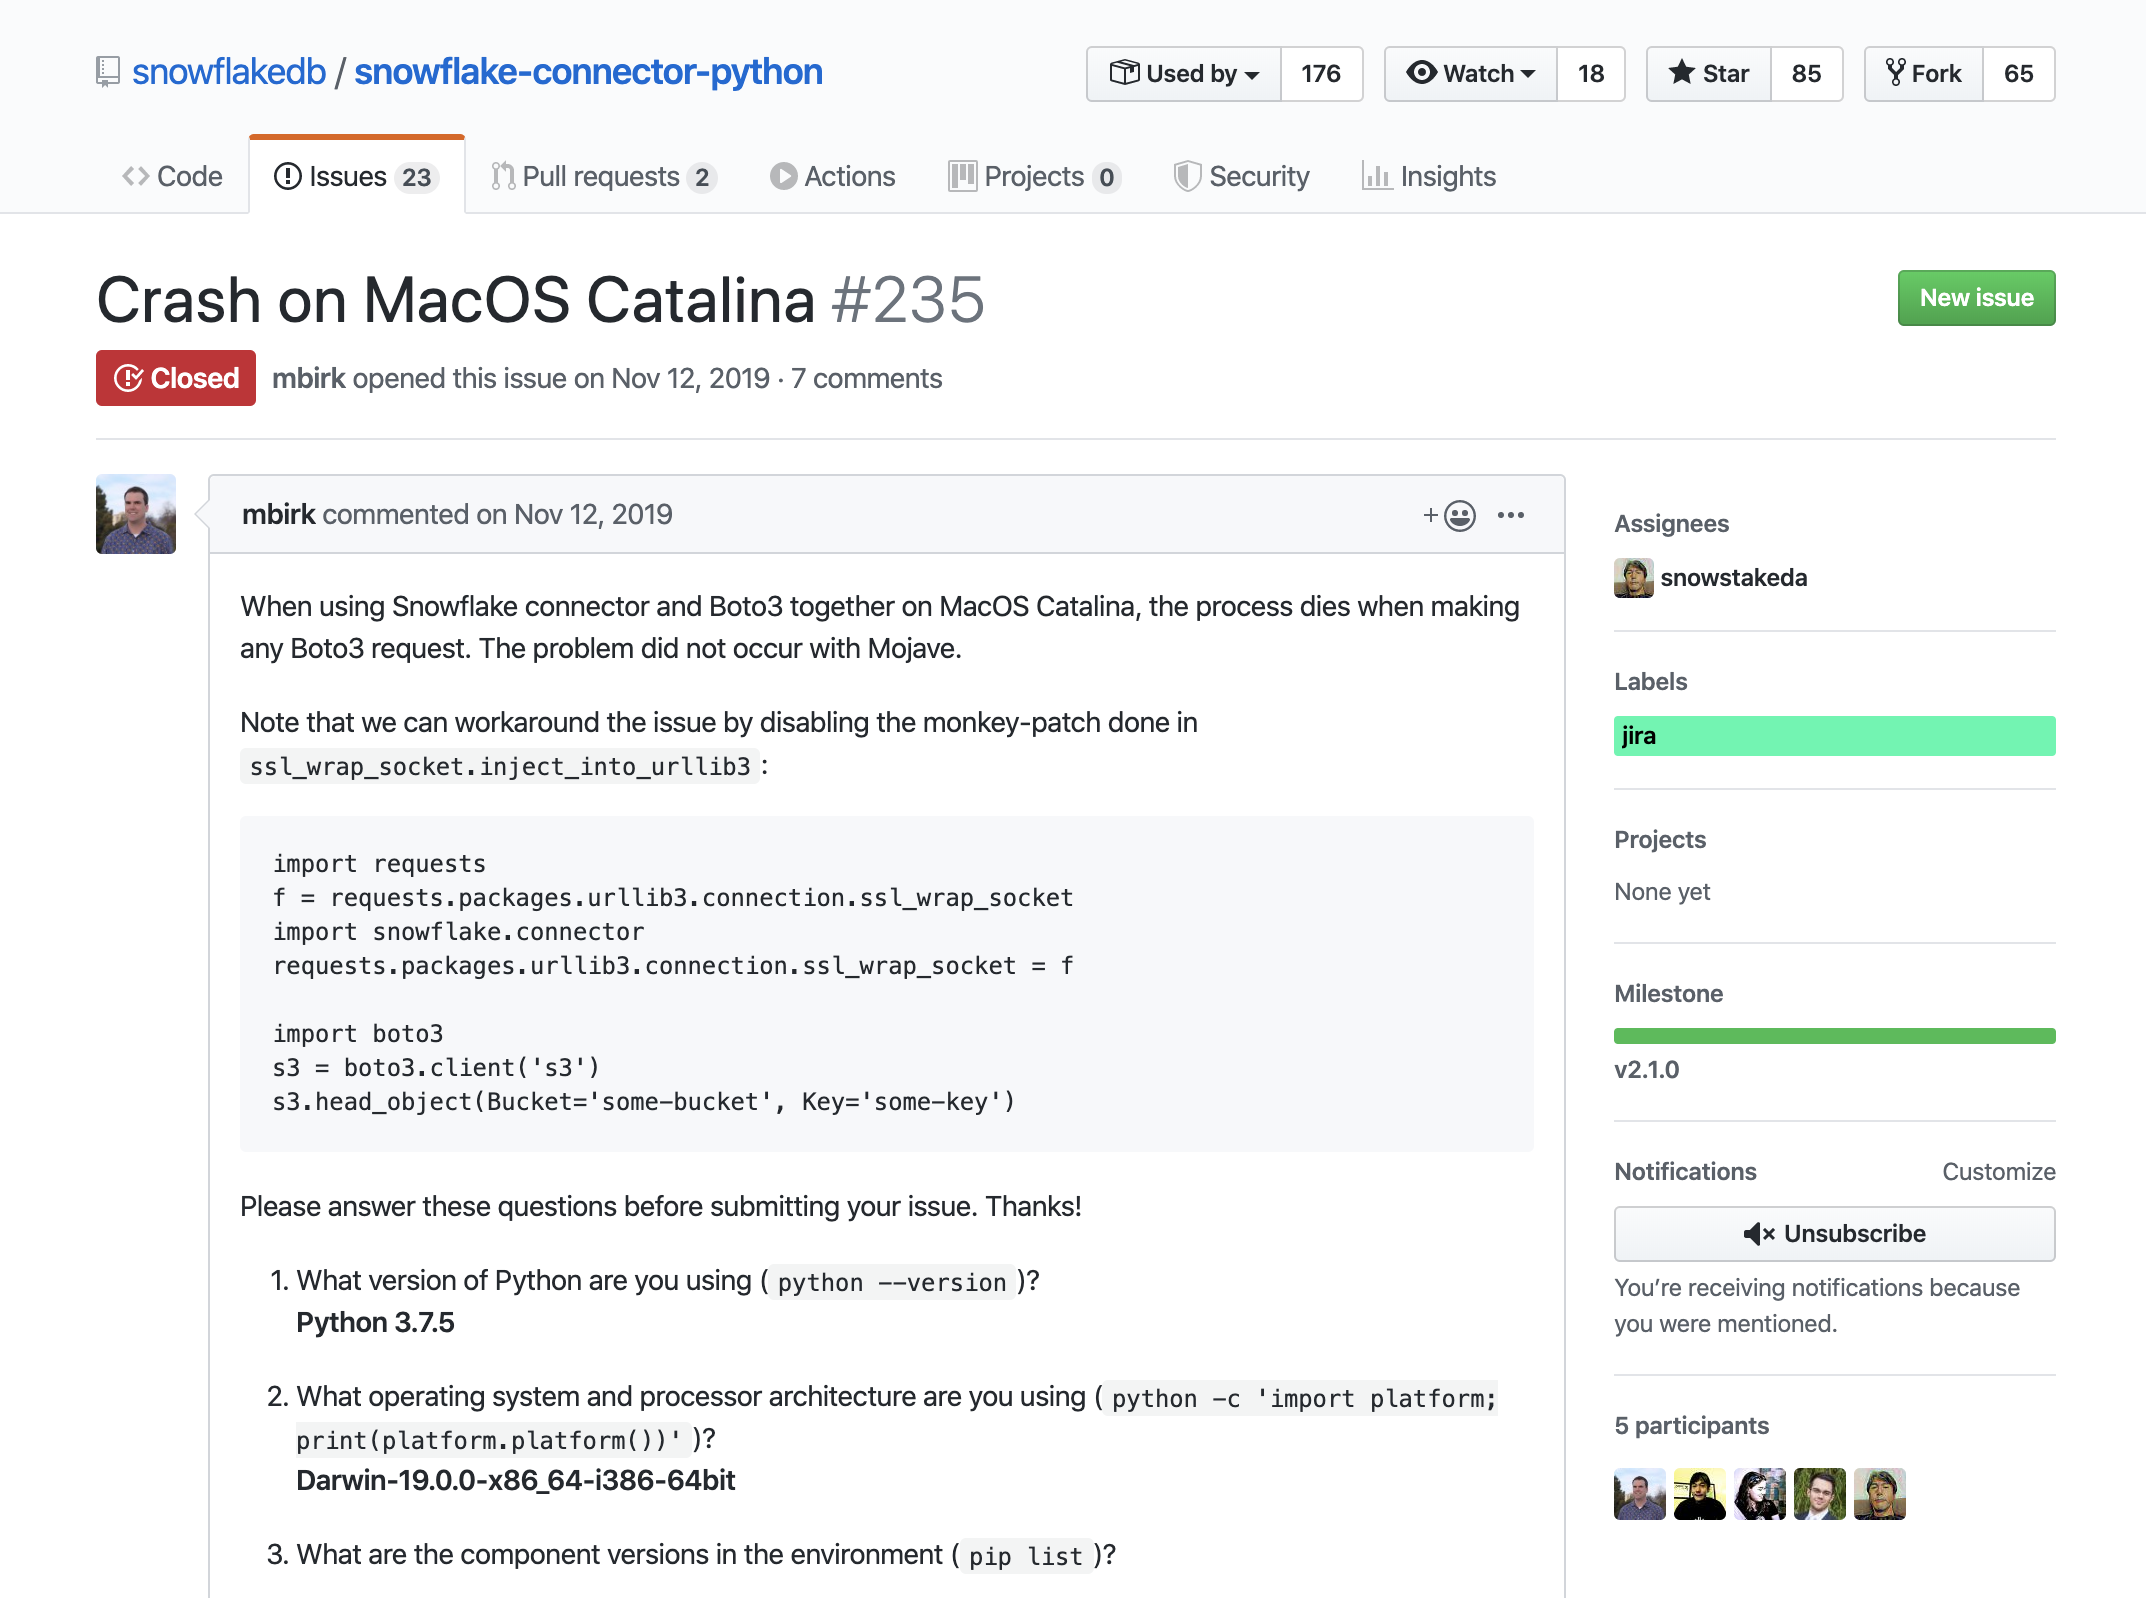 snowflakedb / snowflake-connector-python
Used by 176 Watch 18 Star 85 Fork 65
Code Issues 23 Pull requests 2 Actions Projects 0 Security Insights
Crash on MacOS Catalina #235
New issue
Closed mbirk opened this issue on Nov 12, 2019 · 7 comments
mbirk commented on Nov 12, 2019
When using Snowflake connector and Boto3 together on MacOS Catalina, the process dies when making
any Boto3 request. The problem did not occur with Mojave.
Note that we can workaround the issue by disabling the monkey-patch done in
ssl_wrap_socket.inject_into_urllib3:
import requests
f = requests.packages.urllib3.connection.ssl_wrap_socket
import snowflake.connector
requests.packages.urllib3.connection.ssl_wrap_socket = f
import boto3
s3 = boto3.client('s3')
s3.head_object(Bucket='some-bucket', Key='some-key')
Please answer these questions before submitting your issue. Thanks!
1. What version of Python are you using (python --version)?
Python 3.7.5
2. What operating system and processor architecture are you using (python -c 'import platform;
print(platform.platform())')?
Darwin-19.0.0-x86_64-i386-64bit
3. What are the component versions in the environment (pip list)?
Assignees
snowstakeda
Labels
jira
Projects
None yet
Milestone
v2.1.0
Notifications Customize
Unsubscribe
You’re receiving notifications because
you were mentioned.
5 participants